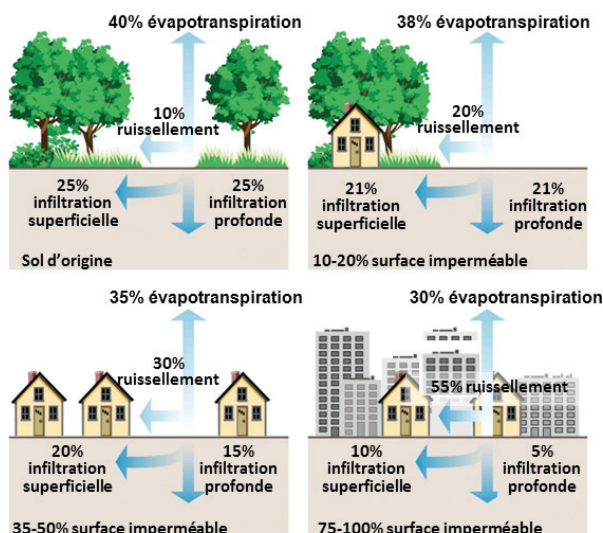 40% évapotranspiration
10%
ruissellement
25%
infiltration
superficielle
25%
infiltration
profonde
Sol d'origine
38% évapotranspiration
20%
ruissellement
21%
infiltration
superficielle
21%
infiltration
profonde
10-20% surface imperméable
35% évapotranspiration
30%
ruissellement
20%
infiltration
superficielle
15%
infiltration
profonde
35-50% surface imperméable
30% évapotranspiration
55% ruissellement
10%
infiltration
superficielle
5%
infiltration
profonde
75-100% surface imperméable